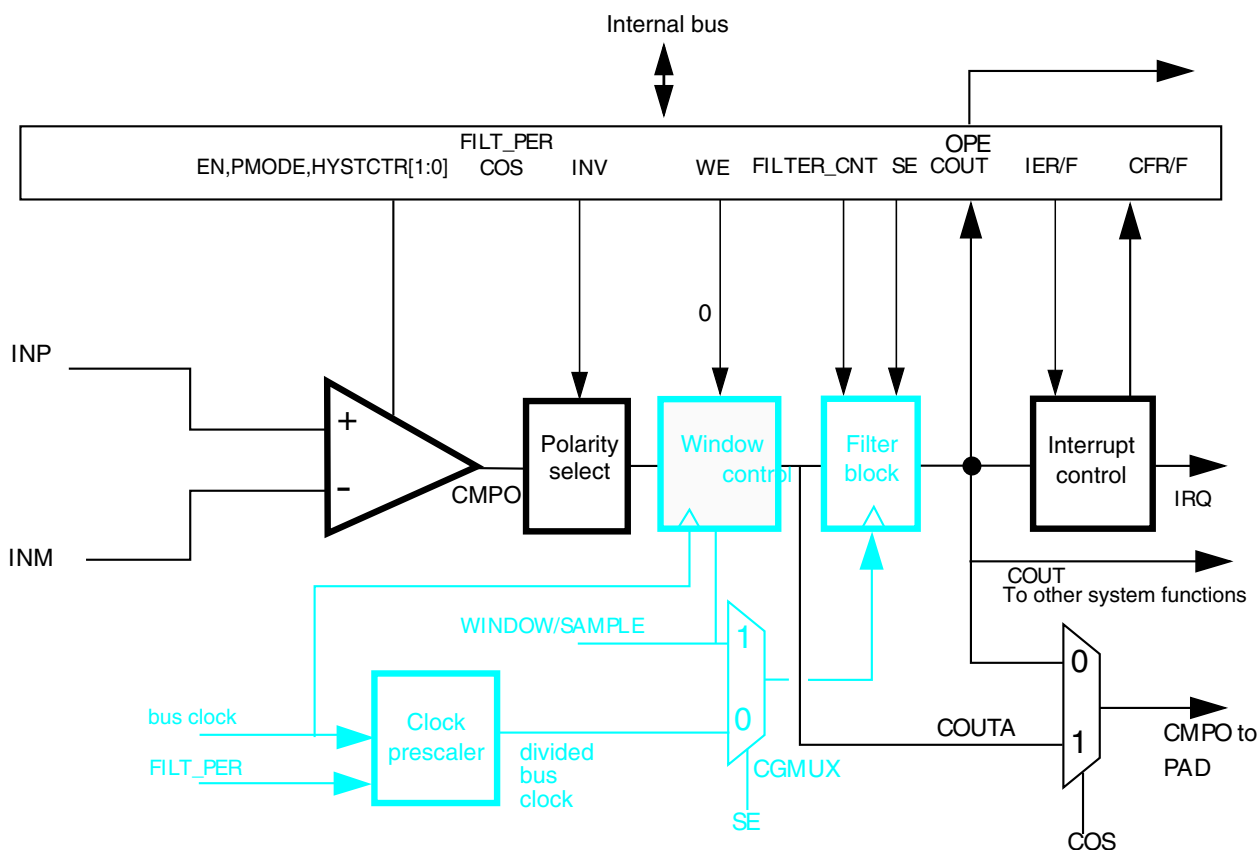 Internal bus
FILT_PER
OPE
EN,PMODE,HYSTCTR[1:0]
COS
INV
WE
FILTER_CNT
SE
COUT
IER/F
CFR/F
0
INP
+
-
INM
CMPO
Polarity
select
Window
control
Filter
block
Interrupt
control
IRQ
COUT
To other system functions
WINDOW/SAMPLE
1
0
bus clock
FILT_PER
Clock
prescaler
divided
bus
clock
CGMUX
SE
COUTA
0
1
CMPO to
PAD
COS